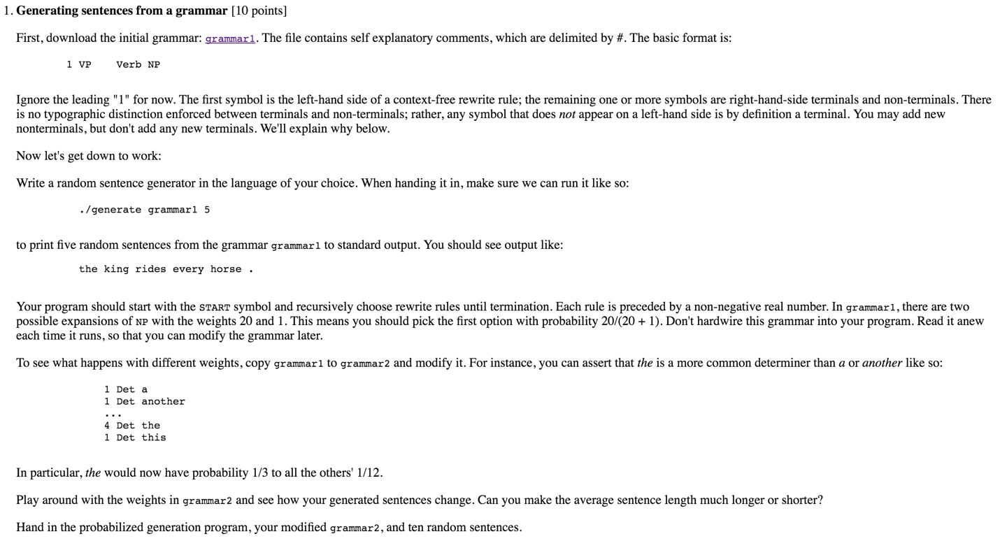 1. Generating sentences from a grammar [10 points]
First, download the initial grammar: grammar1. The file contains self explanatory comments, which are delimited by #. The basic format is:
1 VP    Verb NP
Ignore the leading "1" for now. The first symbol is the left-hand side of a context-free rewrite rule; the remaining one or more symbols are right-hand-side terminals and non-terminals. There
is no typographic distinction enforced between terminals and non-terminals; rather, any symbol that does not appear on a left-hand side is by definition a terminal. You may add new
nonterminals, but don't add any new terminals. We'll explain why below.
Now let's get down to work:
Write a random sentence generator in the language of your choice. When handing it in, make sure we can run it like so:
./generate grammar1 5
to print five random sentences from the grammar grammar1 to standard output. You should see output like:
the king rides every horse .
Your program should start with the START symbol and recursively choose rewrite rules until termination. Each rule is preceded by a non-negative real number. In grammar1, there are two
possible expansions of NP with the weights 20 and 1. This means you should pick the first option with probability 20/(20 + 1). Don't hardwire this grammar into your program. Read it anew
each time it runs, so that you can modify the grammar later.
To see what happens with different weights, copy grammar1 to grammar2 and modify it. For instance, you can assert that the is a more common determiner than a or another like so:
1 Det a
1 Det another
...
4 Det the
1 Det this
In particular, the would now have probability 1/3 to all the others' 1/12.
Play around with the weights in grammar2 and see how your generated sentences change. Can you make the average sentence length much longer or shorter?
Hand in the probabilized generation program, your modified grammar2, and ten random sentences.